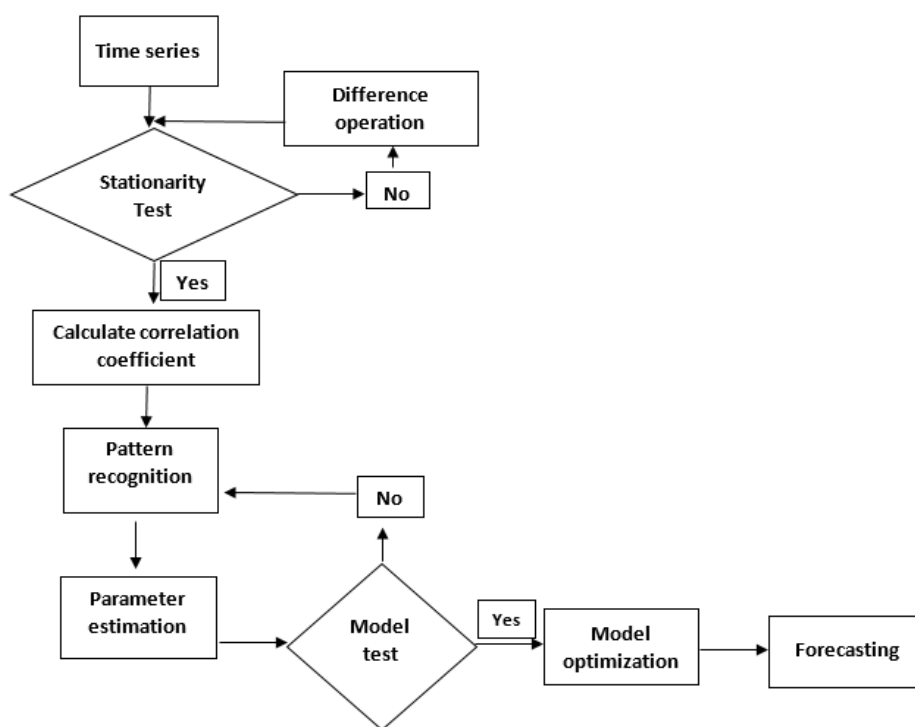 Time series
Difference
operation
Stationarity
Test
No
Yes
Calculate correlation
coefficient
Pattern
recognition
No
Parameter
estimation
Model
test
Yes
Model
optimization
Forecasting